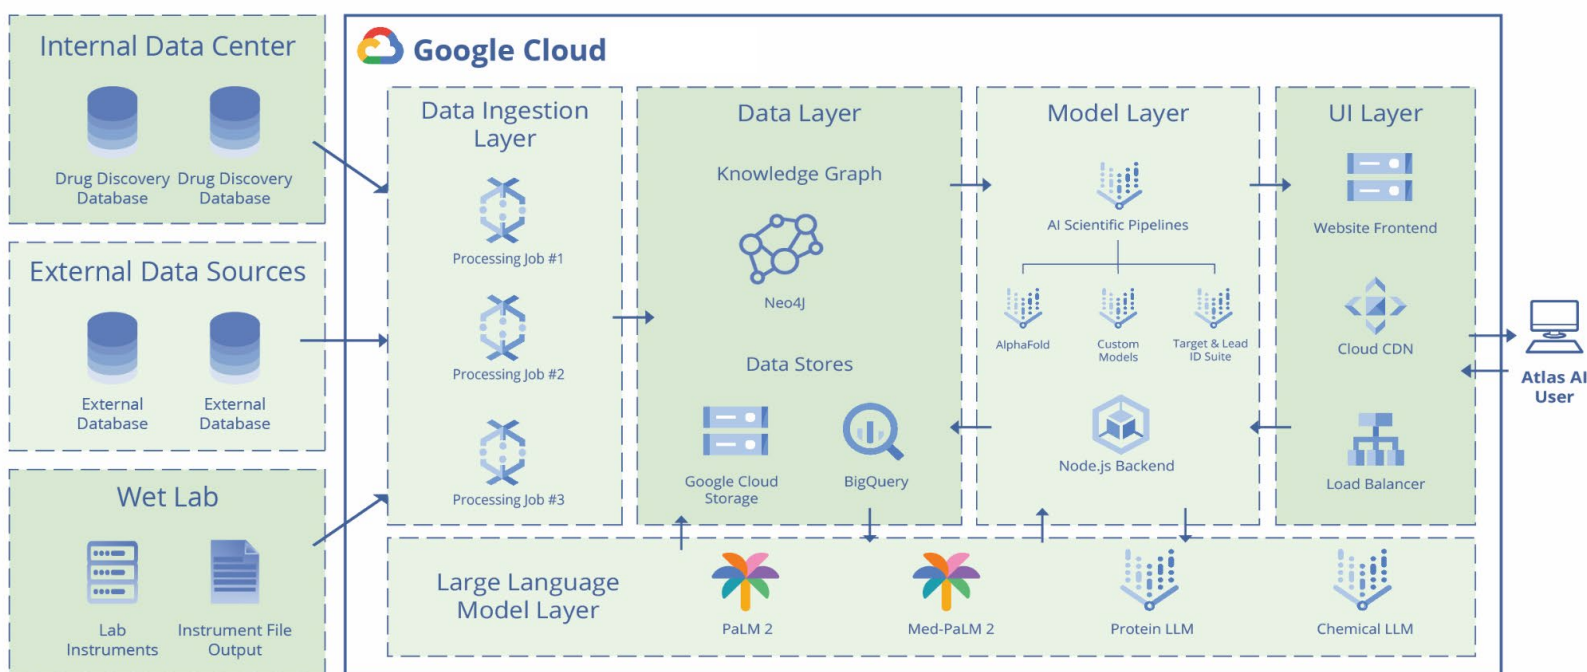 Internal Data Center
Drug Discovery
Database
Drug Discovery
Database
External Data Sources
External
Database
External
Database
Wet Lab
Lab
Instruments
Instrument File
Output
Google Cloud
Data Ingestion
Layer
Processing Job #1
Processing Job #2
Processing Job #3
Data Layer
Knowledge Graph
Neo4J
Data Stores
Google Cloud
Storage
BigQuery
Model Layer
AI Scientific Pipelines
AlphaFold
Custom
Models
Target & Lead
ID Suite
Node.js Backend
UI Layer
Website Frontend
Cloud CDN
Load Balancer
Atlas AI
User
Large Language
Model Layer
PaLM 2
Med-PaLM 2
Protein LLM
Chemical LLM